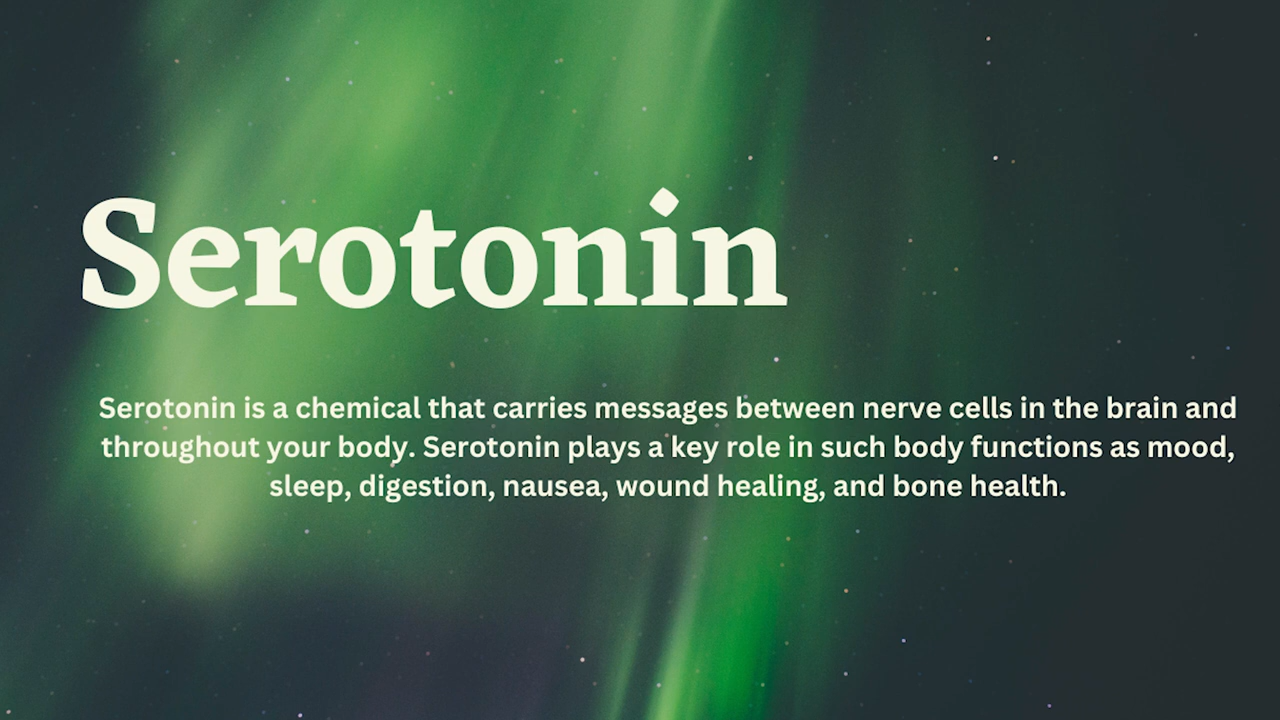 Serotonin
Serotonin is a chemical that carries messages between nerve cells in the brain and
throughout your body. Serotonin plays a key role in such body functions as mood,
sleep, digestion, nausea, wound healing, and bone health.